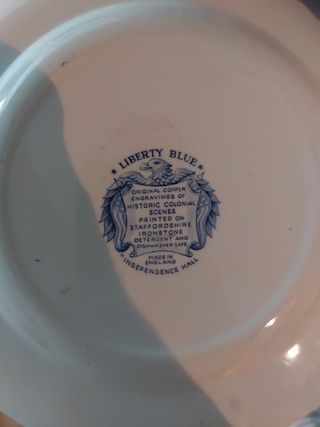 ★ LIBERTY BLUE ★
ORIGINAL COPPER
ENGRAVINGS OF
HISTORIC COLONIAL
SCENES
PRINTED ON
STAFFORDSHIRE
IRONSTONE
DETERGENT AND
DISHWASHER SAFE
MADE IN
ENGLAND
INDEPENDENCE HALL